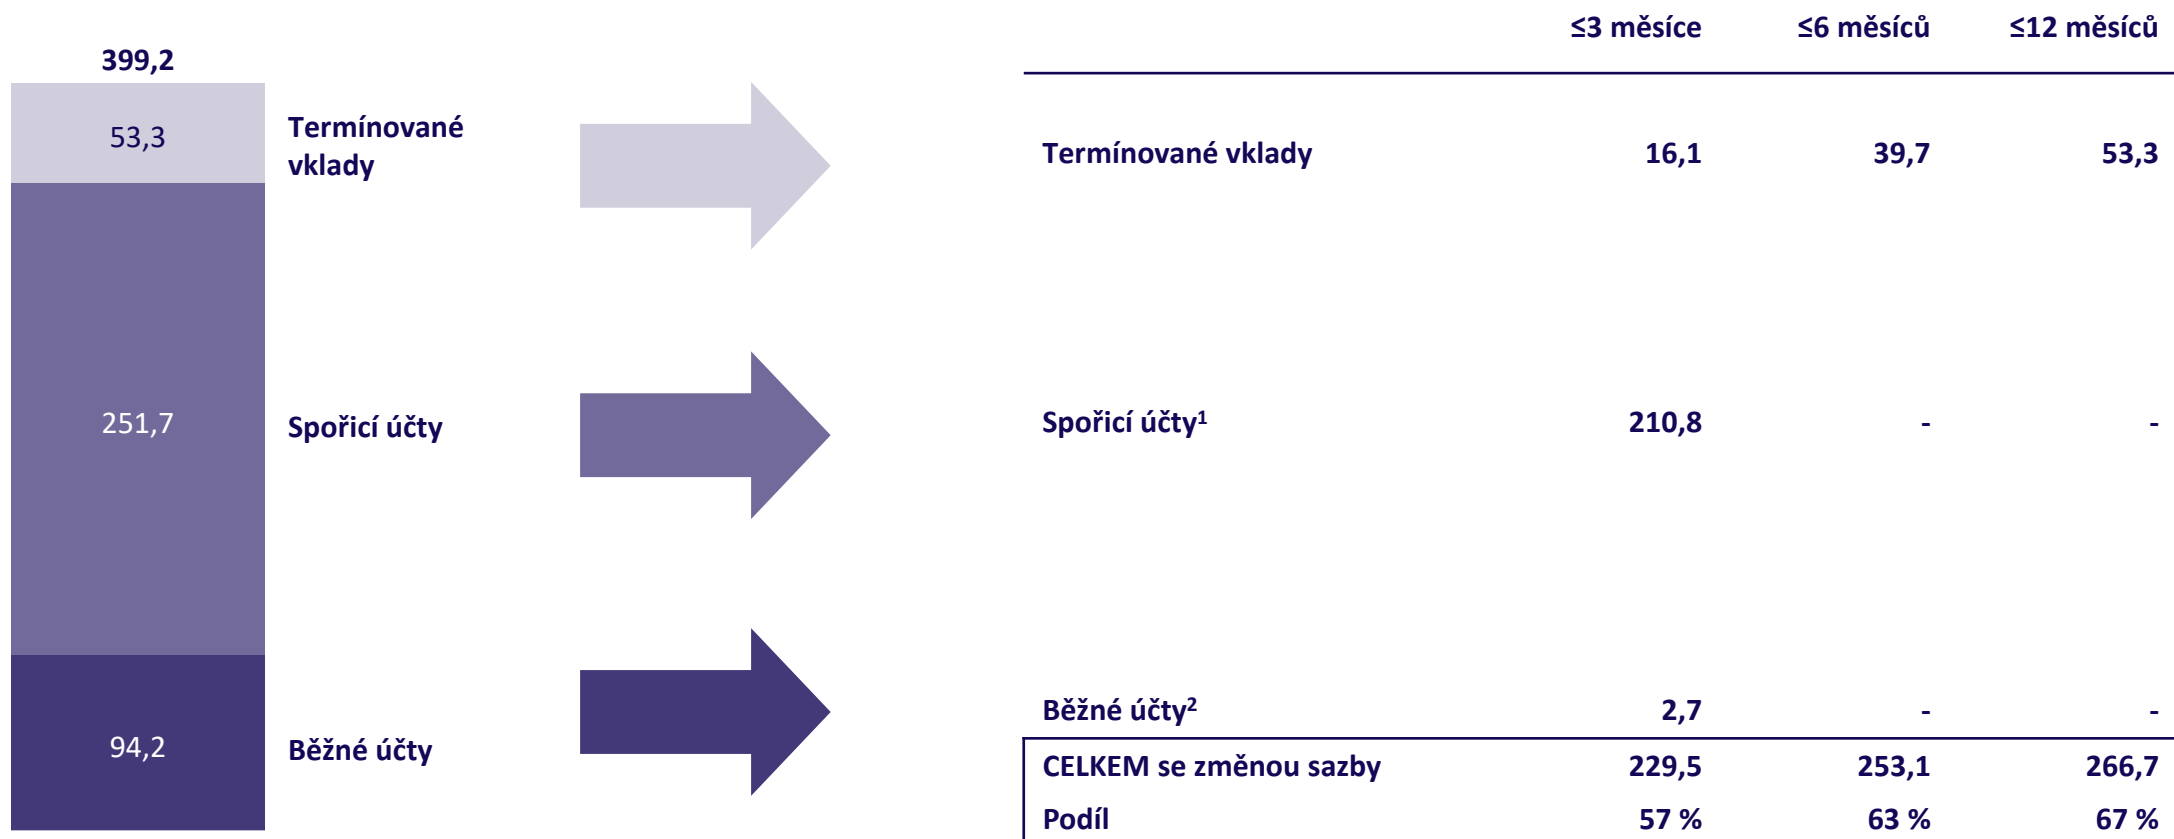 399,2
53,3
Termínované
vklady
251,7
Spořicí účty
94,2
Běžné účty
≤3 měsíce ≤6 měsíců ≤12 měsíců
Termínované vklady 16,1 39,7 53,3
Spořicí účty¹ 210,8 - -
Běžné účty² 2,7 - -
CELKEM se změnou sazby 229,5 253,1 266,7
Podíl 57 % 63 % 67 %